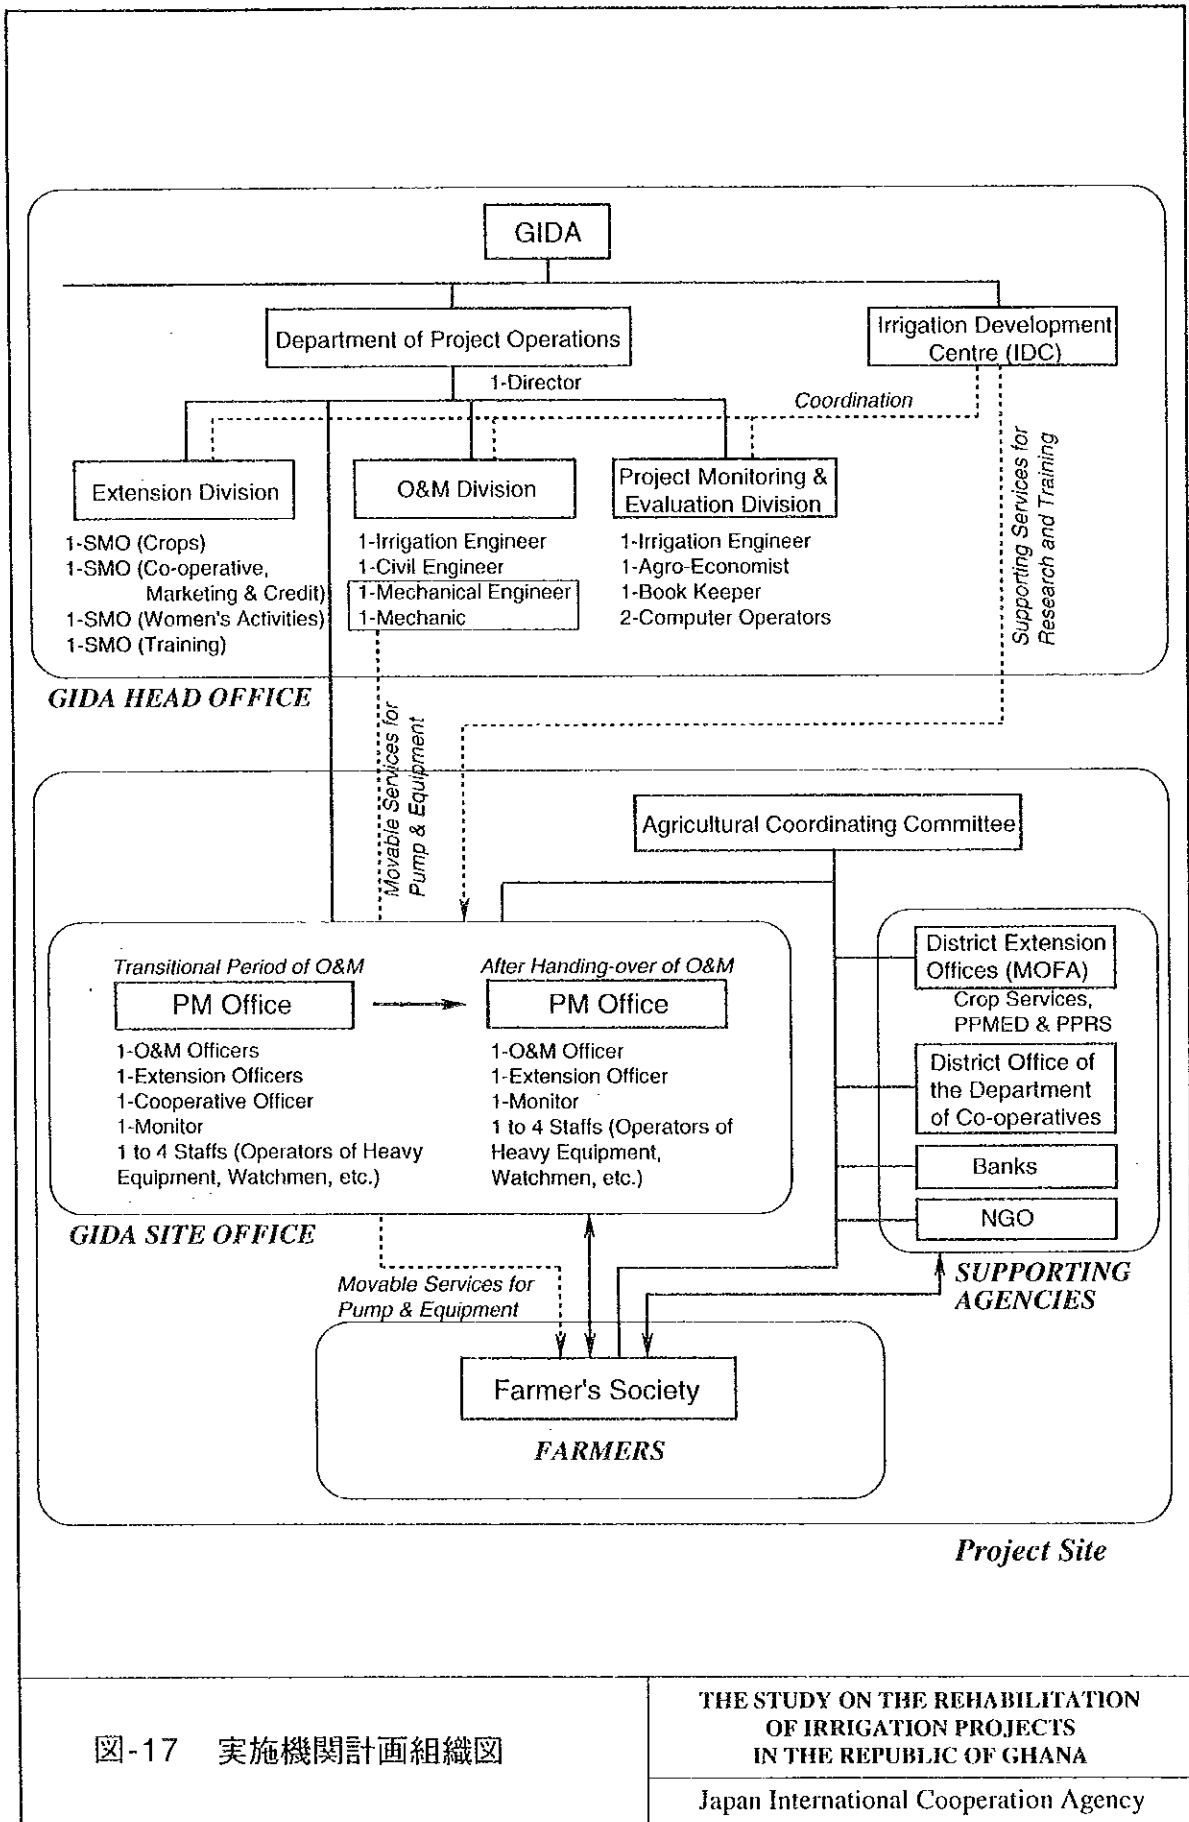 GIDA
Department of Project Operations
Irrigation Development
Centre (IDC)
1-Director
Coordination
Supporting Services for
Research and Training
Extension Division
1-SMO (Crops)
1-SMO (Co-operative,
Marketing & Credit)
1-SMO (Women's Activities)
1-SMO (Training)
O&M Division
1-Irrigation Engineer
1-Civil Engineer
1-Mechanical Engineer
1-Mechanic
Project Monitoring &
Evaluation Division
1-Irrigation Engineer
1-Agro-Economist
1-Book Keeper
2-Computer Operators
GIDA HEAD OFFICE
Movable Services for
Pump & Equipment
Agricultural Coordinating Committee
Transitional Period of O&M
PM Office
1-O&M Officers
1-Extension Officers
1-Cooperative Officer
1-Monitor
1 to 4 Staffs (Operators of Heavy
Equipment, Watchmen, etc.)
After Handing-over of O&M
PM Office
1-O&M Officer
1-Extension Officer
1-Monitor
1 to 4 Staffs (Operators of
Heavy Equipment,
Watchmen, etc.)
GIDA SITE OFFICE
District Extension
Offices (MOFA)
Crop Services,
PPMED & PPRS
District Office of
the Department
of Co-operatives
Banks
NGO
SUPPORTING
AGENCIES
Movable Services for
Pump & Equipment
Farmer's Society
FARMERS
Project Site
図-17 実施機関計画組織図
THE STUDY ON THE REHABILITATION
OF IRRIGATION PROJECTS
IN THE REPUBLIC OF GHANA
Japan International Cooperation Agency